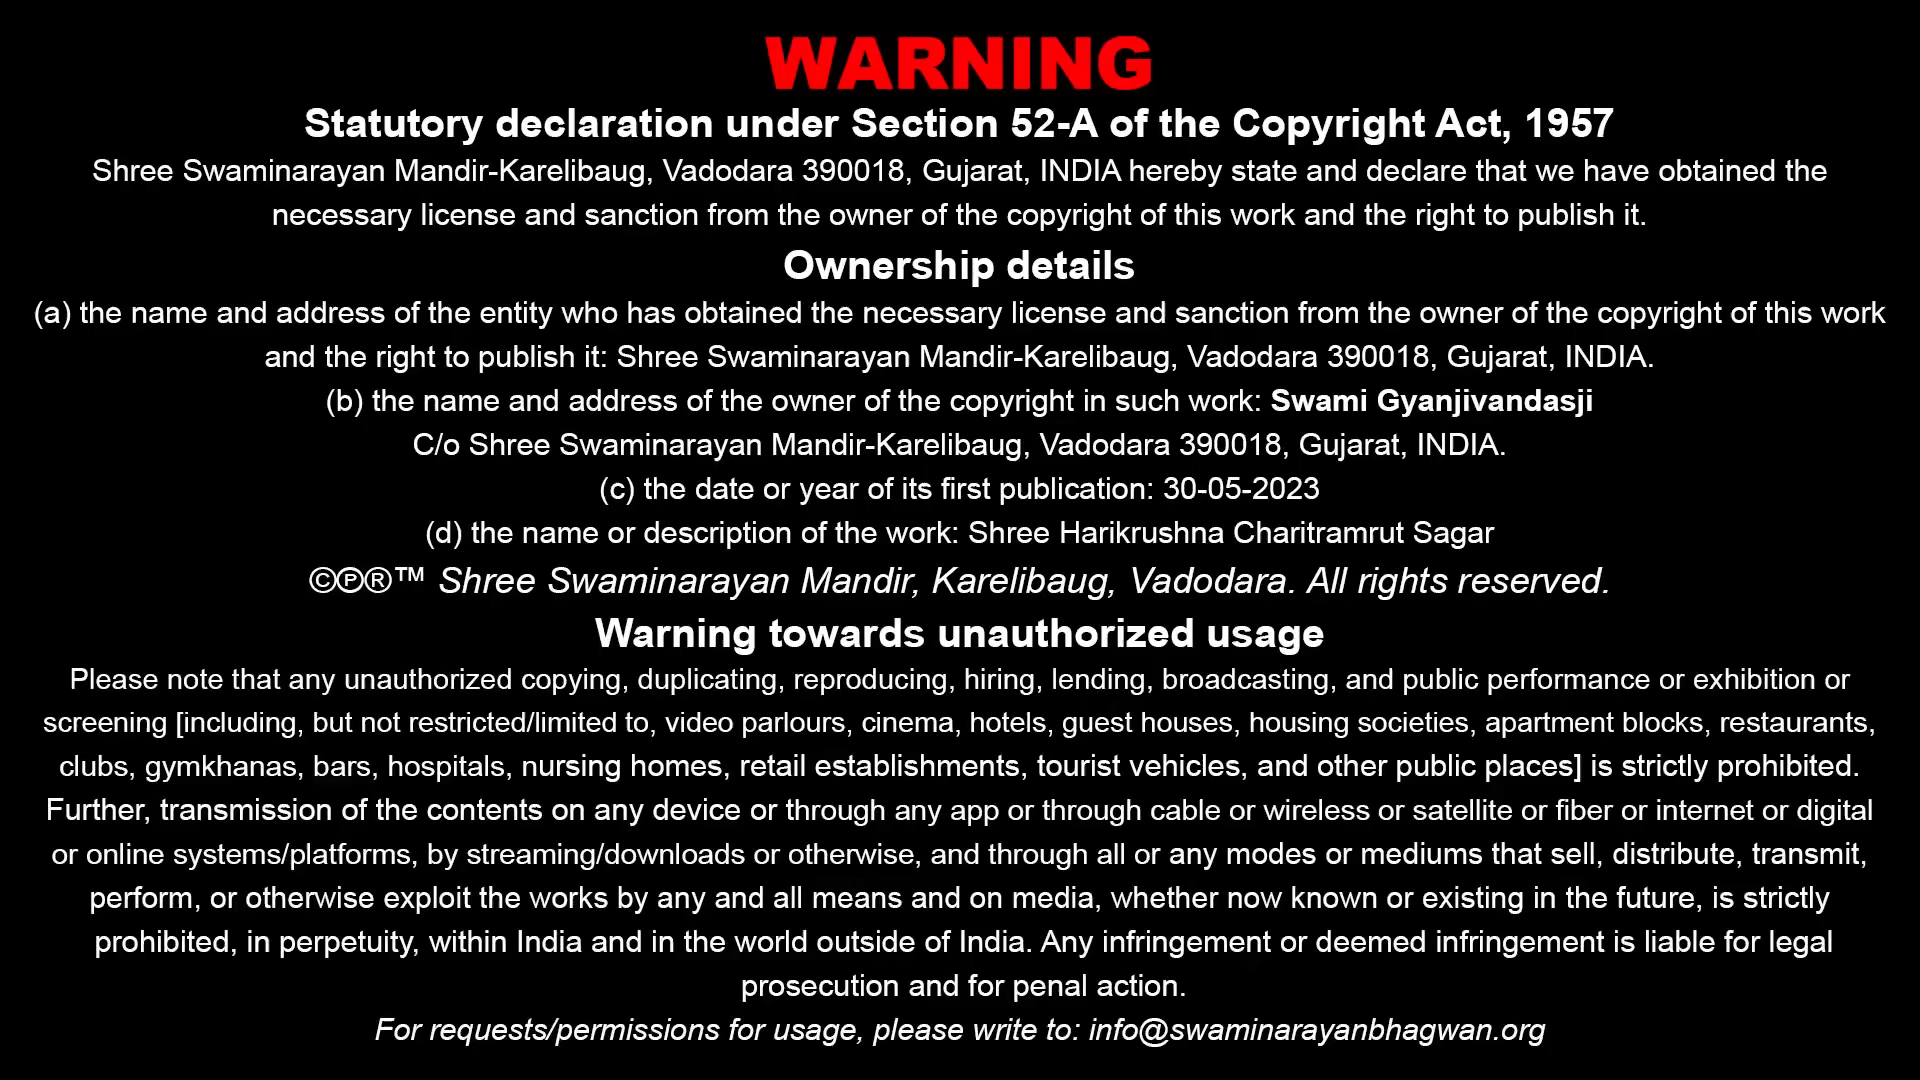 WARNING
Statutory declaration under Section 52-A of the Copyright Act, 1957
Shree Swaminarayan Mandir-Karelibaug, Vadodara 390018, Gujarat, INDIA hereby state and declare that we have obtained the
necessary license and sanction from the owner of the copyright of this work and the right to publish it.
Ownership details
(a) the name and address of the entity who has obtained the necessary license and sanction from the owner of the copyright of this work
and the right to publish it: Shree Swaminarayan Mandir-Karelibaug, Vadodara 390018, Gujarat, INDIA.
(b) the name and address of the owner of the copyright in such work: Swami Gyanjivandasji
C/o Shree Swaminarayan Mandir-Karelibaug, Vadodara 390018, Gujarat, INDIA.
(c) the date or year of its first publication: 30-05-2023
(d) the name or description of the work: Shree Harikrushna Charitramrut Sagar
©℗®™ Shree Swaminarayan Mandir, Karelibaug, Vadodara. All rights reserved.
Warning towards unauthorized usage
Please note that any unauthorized copying, duplicating, reproducing, hiring, lending, broadcasting, and public performance or exhibition or
screening [including, but not restricted/limited to, video parlours, cinema, hotels, guest houses, housing societies, apartment blocks, restaurants,
clubs, gymkhanas, bars, hospitals, nursing homes, retail establishments, tourist vehicles, and other public places] is strictly prohibited.
Further, transmission of the contents on any device or through any app or through cable or wireless or satellite or fiber or internet or digital
or online systems/platforms, by streaming/downloads or otherwise, and through all or any modes or mediums that sell, distribute, transmit,
perform, or otherwise exploit the works by any and all means and on media, whether now known or existing in the future, is strictly
prohibited, in perpetuity, within India and in the world outside of India. Any infringement or deemed infringement is liable for legal
prosecution and for penal action.
For requests/permissions for usage, please write to: info@swaminarayanbhagwan.org